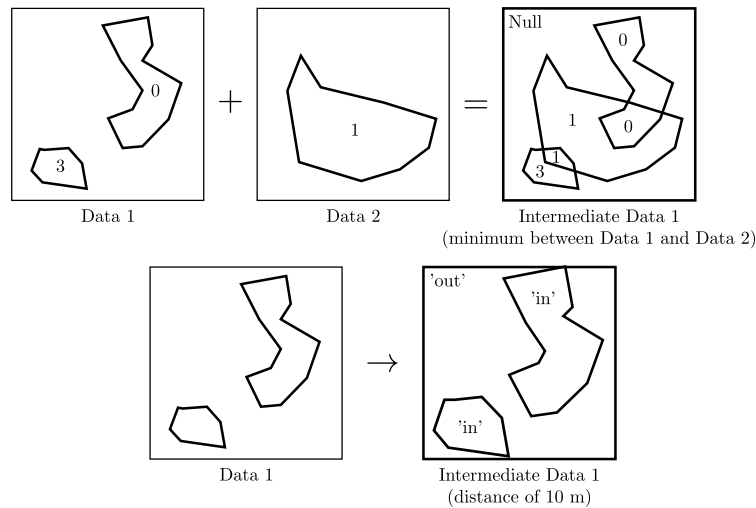 0
3
Data 1
+
1
Data 2
=
Null
0
1
0
1
3
Intermediate Data 1
(minimum between Data 1 and Data 2)
Data 1
→
'out'
'in'
'in'
Intermediate Data 1
(distance of 10 m)